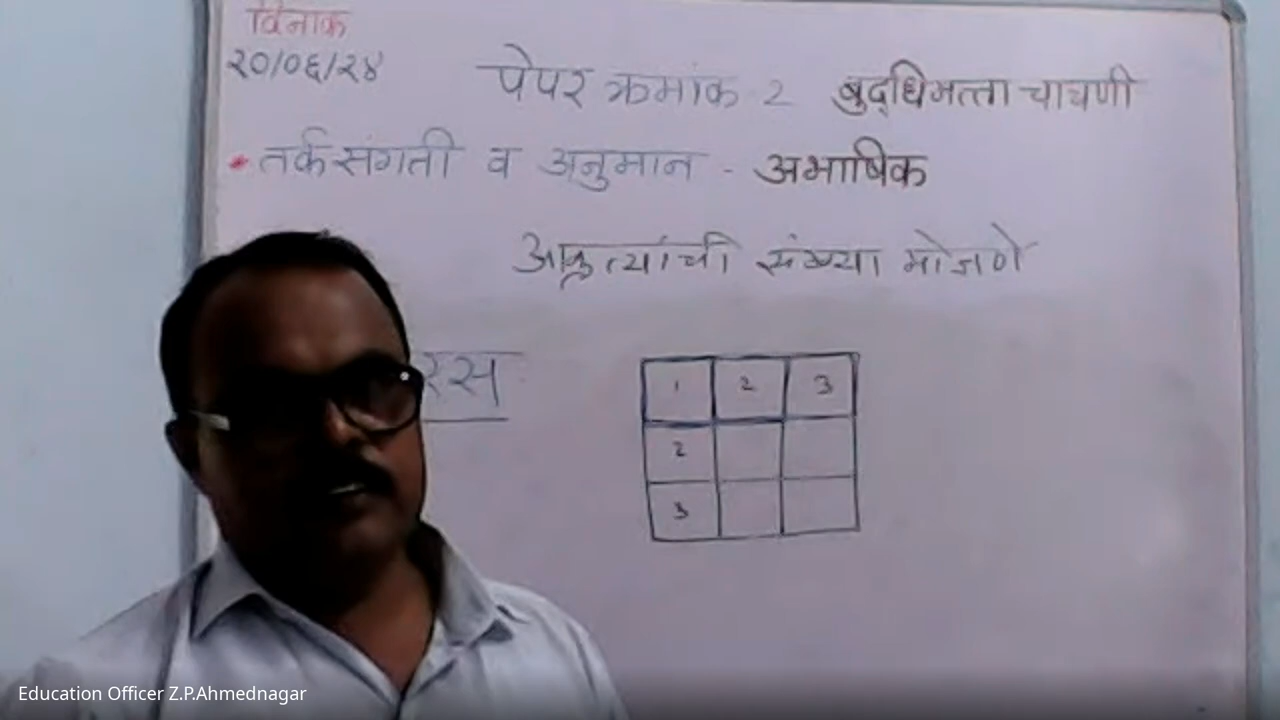 दिनांक
२०/०६/२४
पेपर क्रमांक - 2 बुद्धिमत्ता चाचणी
• तर्कसंगती व अनुमान - अभाषिक
आकृत्यांची संख्या मोजणे
1 2 3
2
3
Education Officer Z.P.Ahmednagar